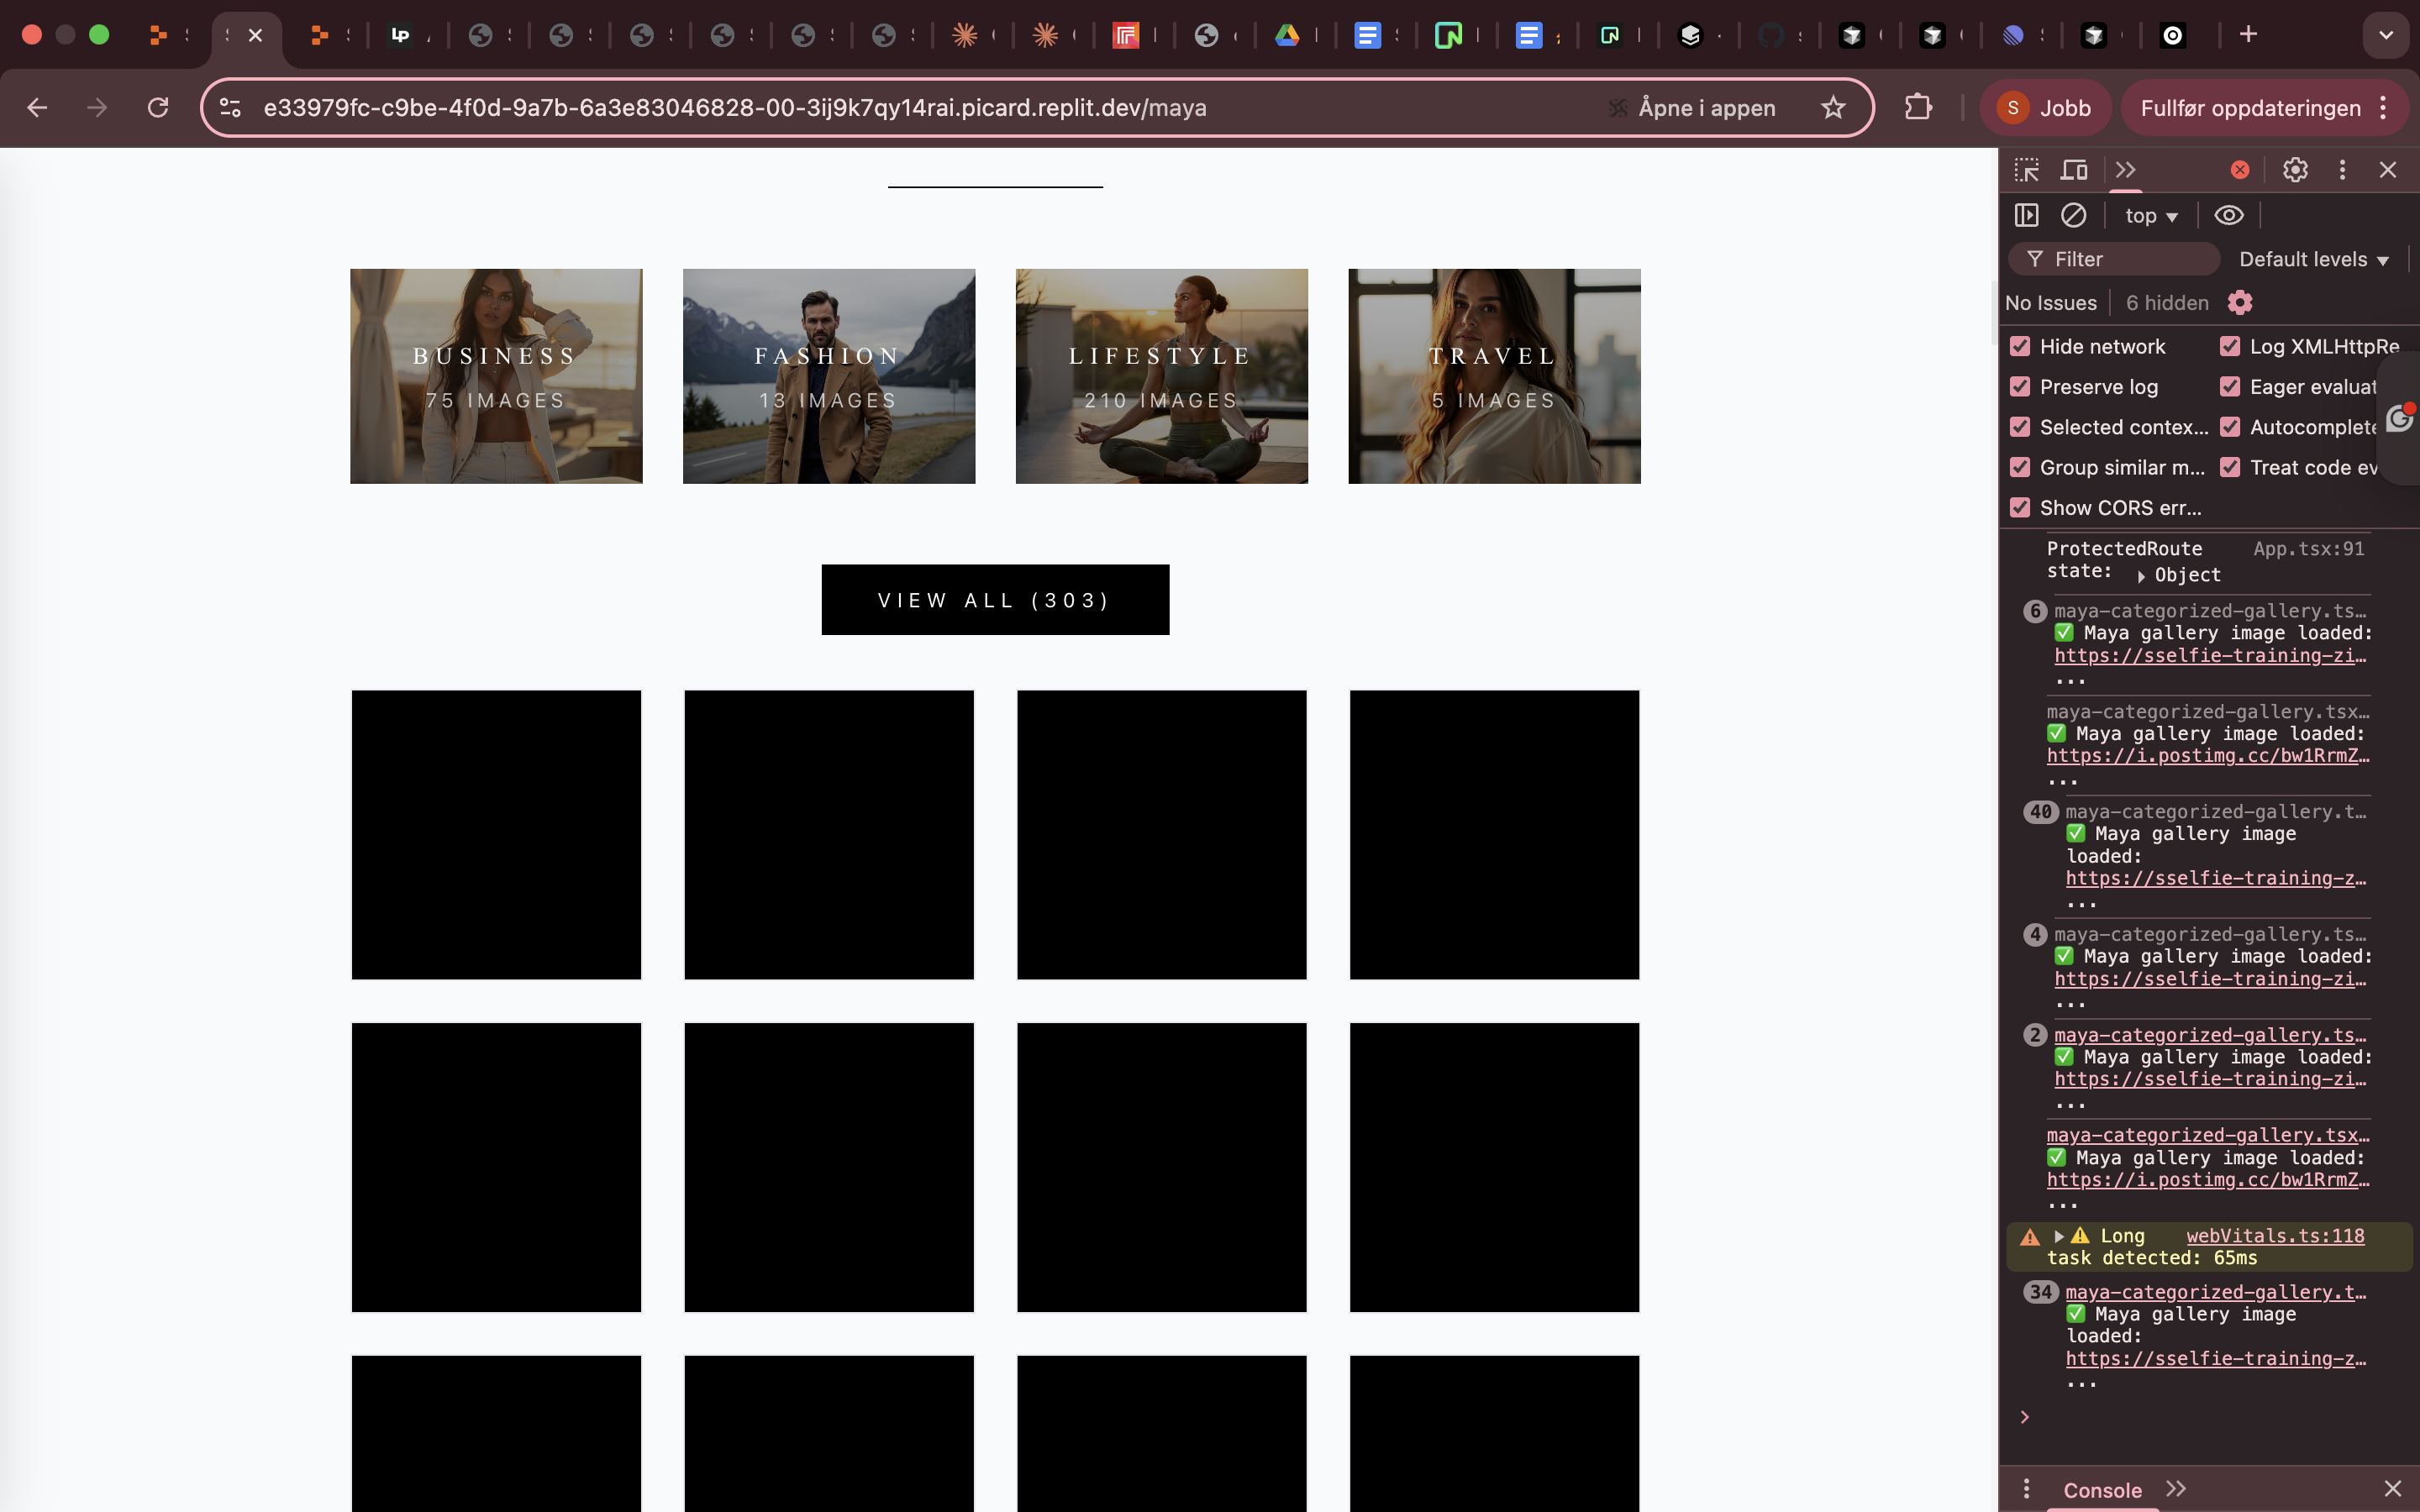 e33979fc-c9be-4f0d-9a7b-6a3e83046828-00-3ij9k7qy14rai.picard.replit.dev/maya
Åpne i appen
S
Jobb
Fullfør oppdateringen
BUSINESS
75 IMAGES
FASHION
13 IMAGES
LIFESTYLE
210 IMAGES
TRAVEL
5 IMAGES
VIEW ALL (303)
top
Filter
Default levels
No Issues
6 hidden
Hide network
Log XMLHttpRe
Preserve log
Eager evaluat
Selected contex...
Autocomplete
Group similar m...
Treat code ev
Show CORS err...
ProtectedRoute App.tsx:91
state: Object
6 maya-categorized-gallery.ts…
✅ Maya gallery image loaded:
https://sselfie-training-zi…
...
maya-categorized-gallery.tsx…
✅ Maya gallery image loaded:
https://i.postimg.cc/bw1RrmZ…
...
40 maya-categorized-gallery.t…
✅ Maya gallery image
loaded:
https://sselfie-training-z…
...
4 maya-categorized-gallery.ts…
✅ Maya gallery image loaded:
https://sselfie-training-zi…
...
2 maya-categorized-gallery.ts…
✅ Maya gallery image loaded:
https://sselfie-training-zi…
...
maya-categorized-gallery.tsx…
✅ Maya gallery image loaded:
https://i.postimg.cc/bw1RrmZ…
...
⚠️ Long webVitals.ts:118
task detected: 65ms
34 maya-categorized-gallery.t…
✅ Maya gallery image
loaded:
https://sselfie-training-z…
...
Console